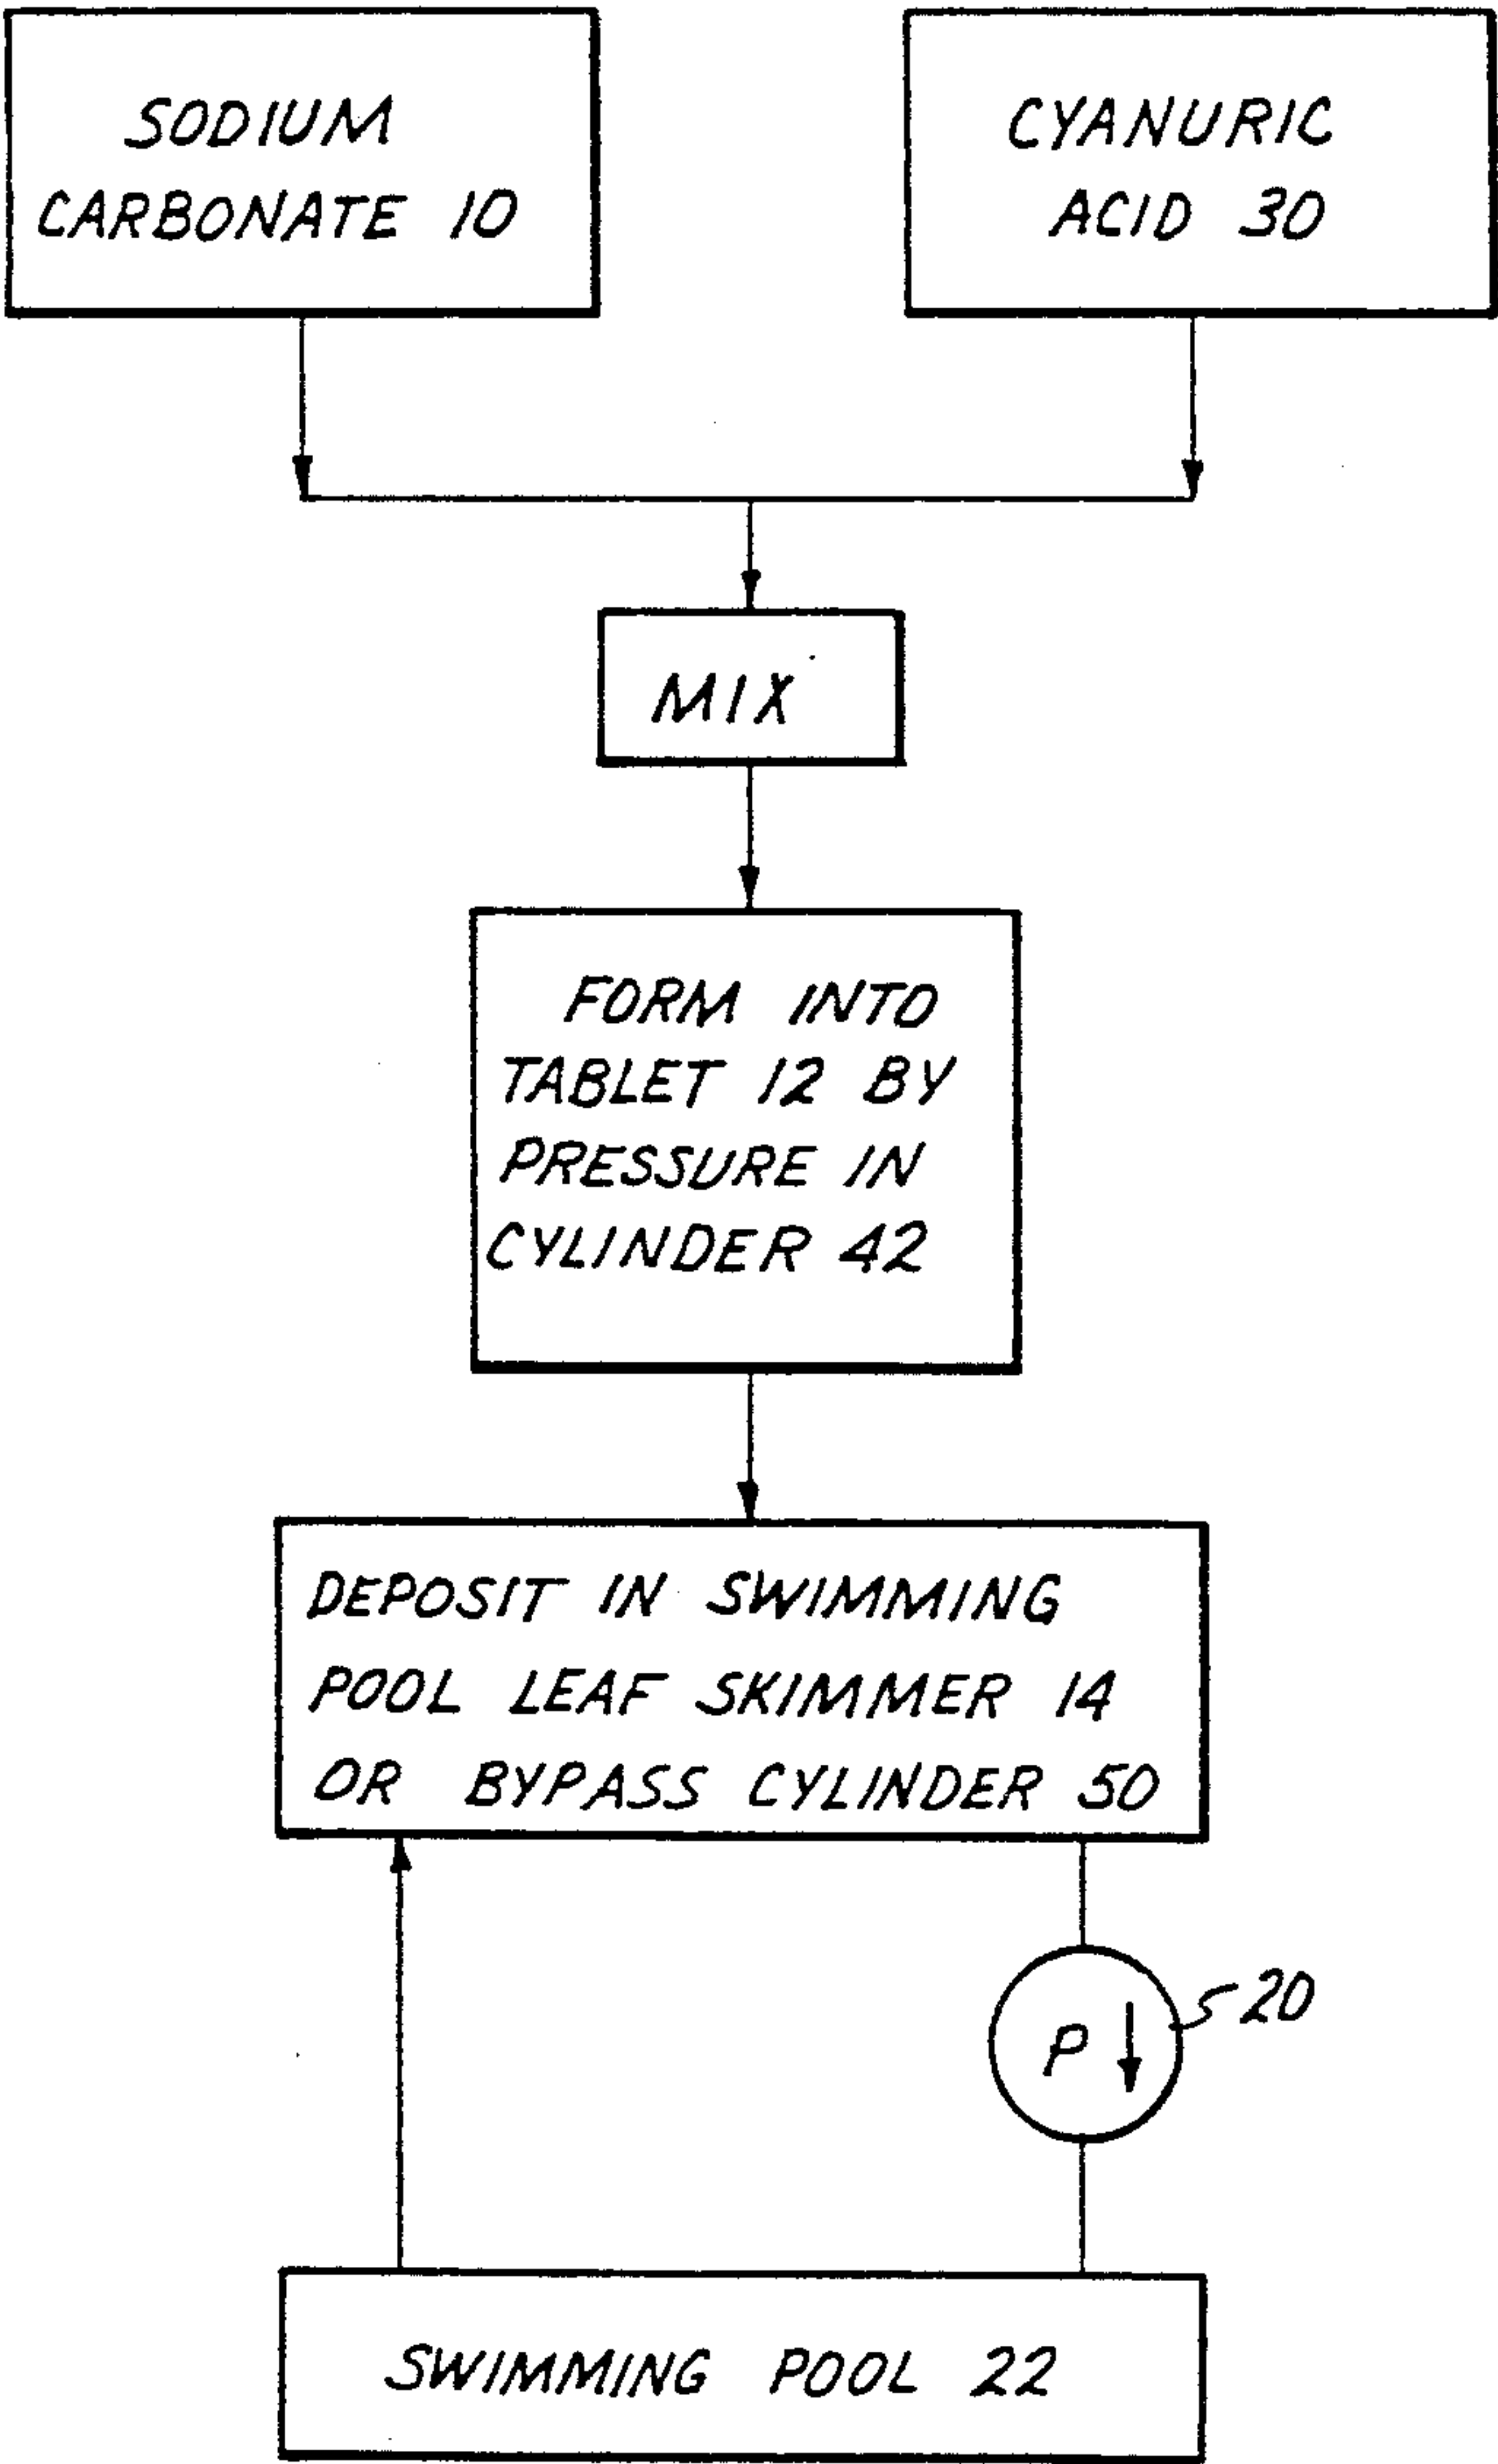 SODIUM
CARBONATE 10
CYANURIC
ACID 30
MIX
FORM INTO
TABLET 12 BY
PRESSURE IN
CYLINDER 42
DEPOSIT IN SWIMMING
POOL LEAF SKIMMER 14
OR BYPASS CYLINDER 50
P
20
SWIMMING POOL 22